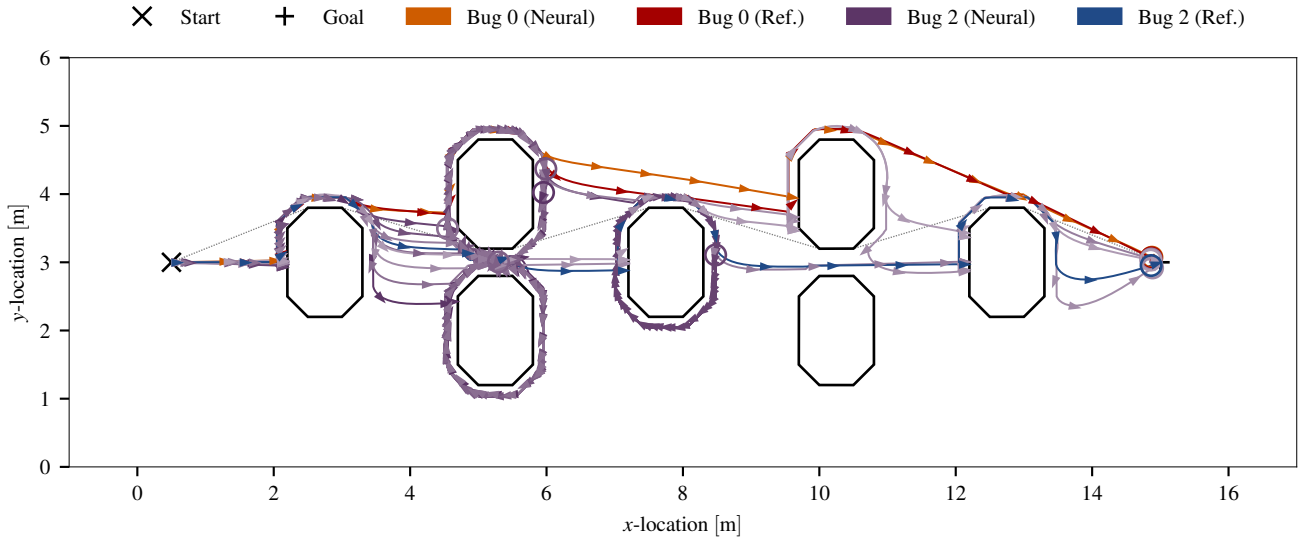 Start Goal Bug 0 (Neural) Bug 0 (Ref.) Bug 2 (Neural) Bug 2 (Ref.)
6
5
4
3
2
1
0
y-location [m]
0 2 4 6 8 10 12 14 16
x-location [m]